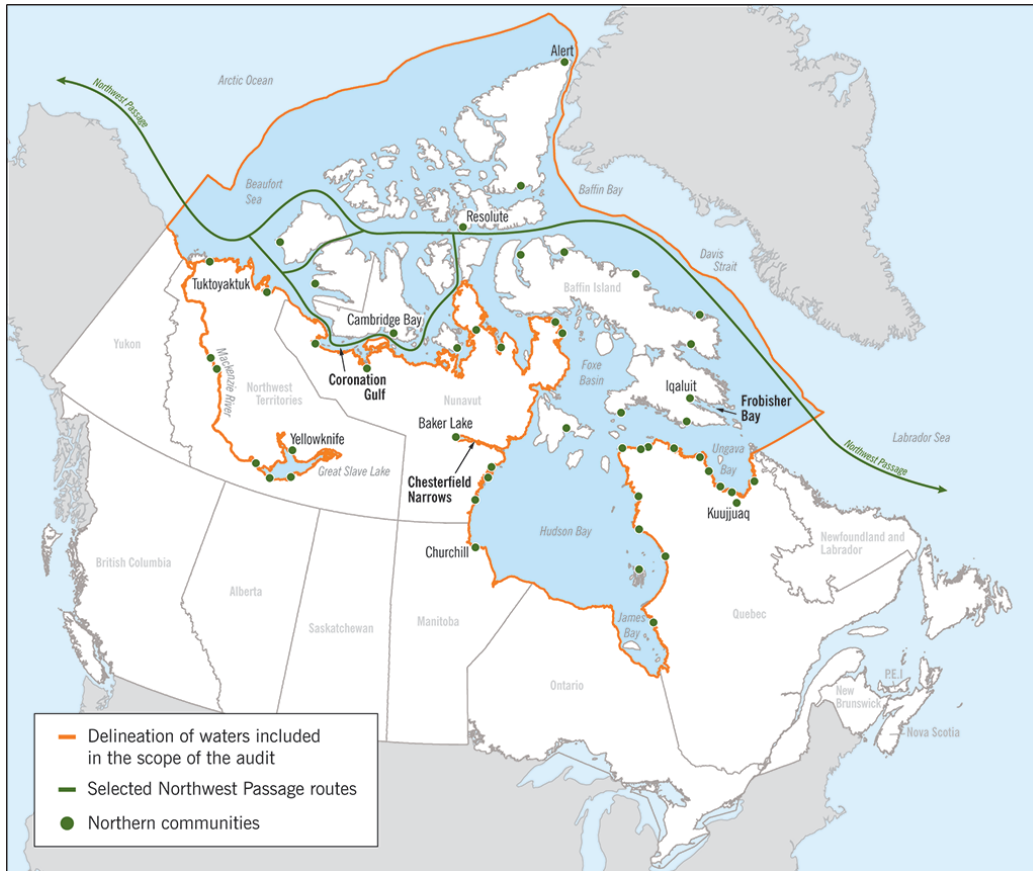 Alert
Northwest Passage
Arctic Ocean
Beaufort
Sea
Baffin Bay
Resolute
Davis
Strait
Tuktoyaktuk
Baffin Island
Cambridge Bay
Yukon
Mackenzie River
Coronation
Gulf
Foxe
Basin
Iqaluit
Frobisher
Bay
Northwest
Territories
Nunavut
Baker Lake
Labrador Sea
Yellowknife
Ungava
Bay
Northwest Passage
Great Slave Lake
Chesterfield
Narrows
Kuujjuaq
Hudson Bay
Churchill
Newfoundland and
Labrador
British Columbia
Alberta
Saskatchewan
Manitoba
James
Bay
Quebec
Ontario
P.E.I
New
Brunswick
Nova Scotia
Delineation of waters included
in the scope of the audit
Selected Northwest Passage routes
Northern communities